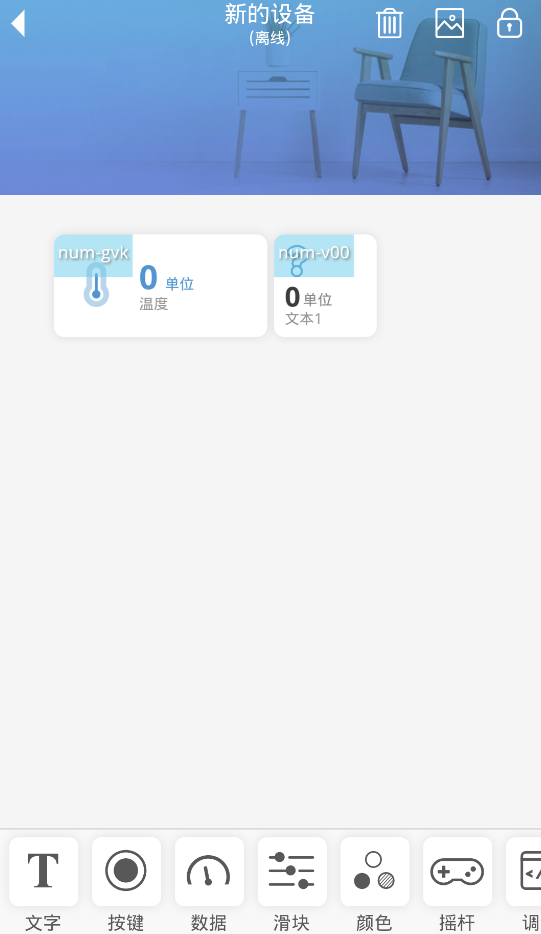 新的设备
(离线)
num-gvk
0 单位
温度
num-v00
0 单位
文本1
文字
按键
数据
滑块
颜色
摇杆
调